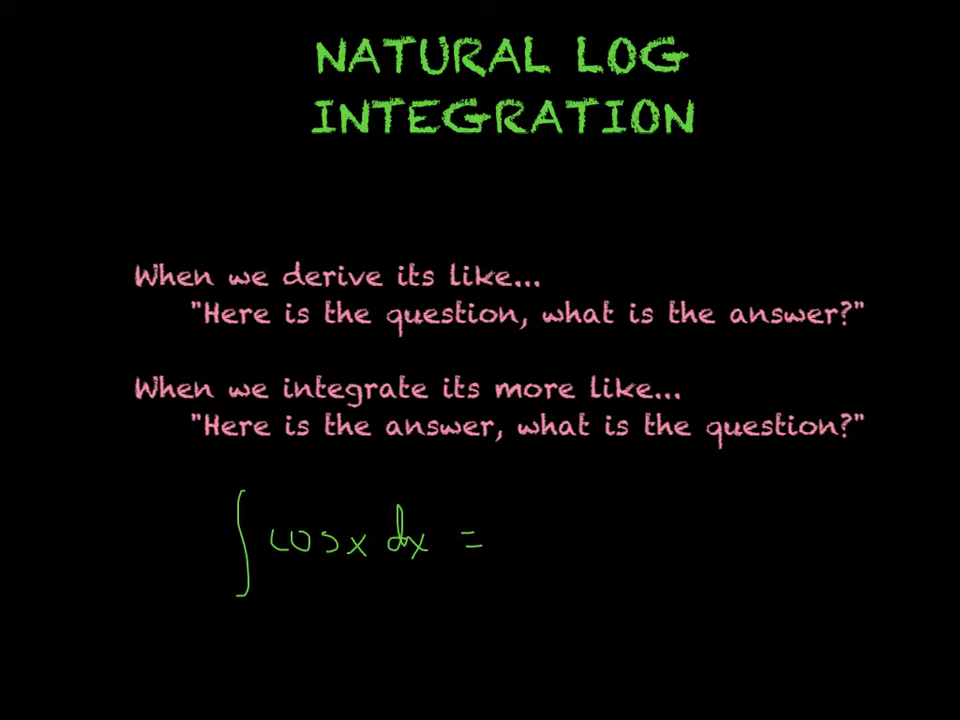 NATURAL LOG
INTEGRATION
When we derive its like...
"Here is the question, what is the answer?"
When we integrate its more like...
"Here is the answer, what is the question?"
∫ cosx dx =